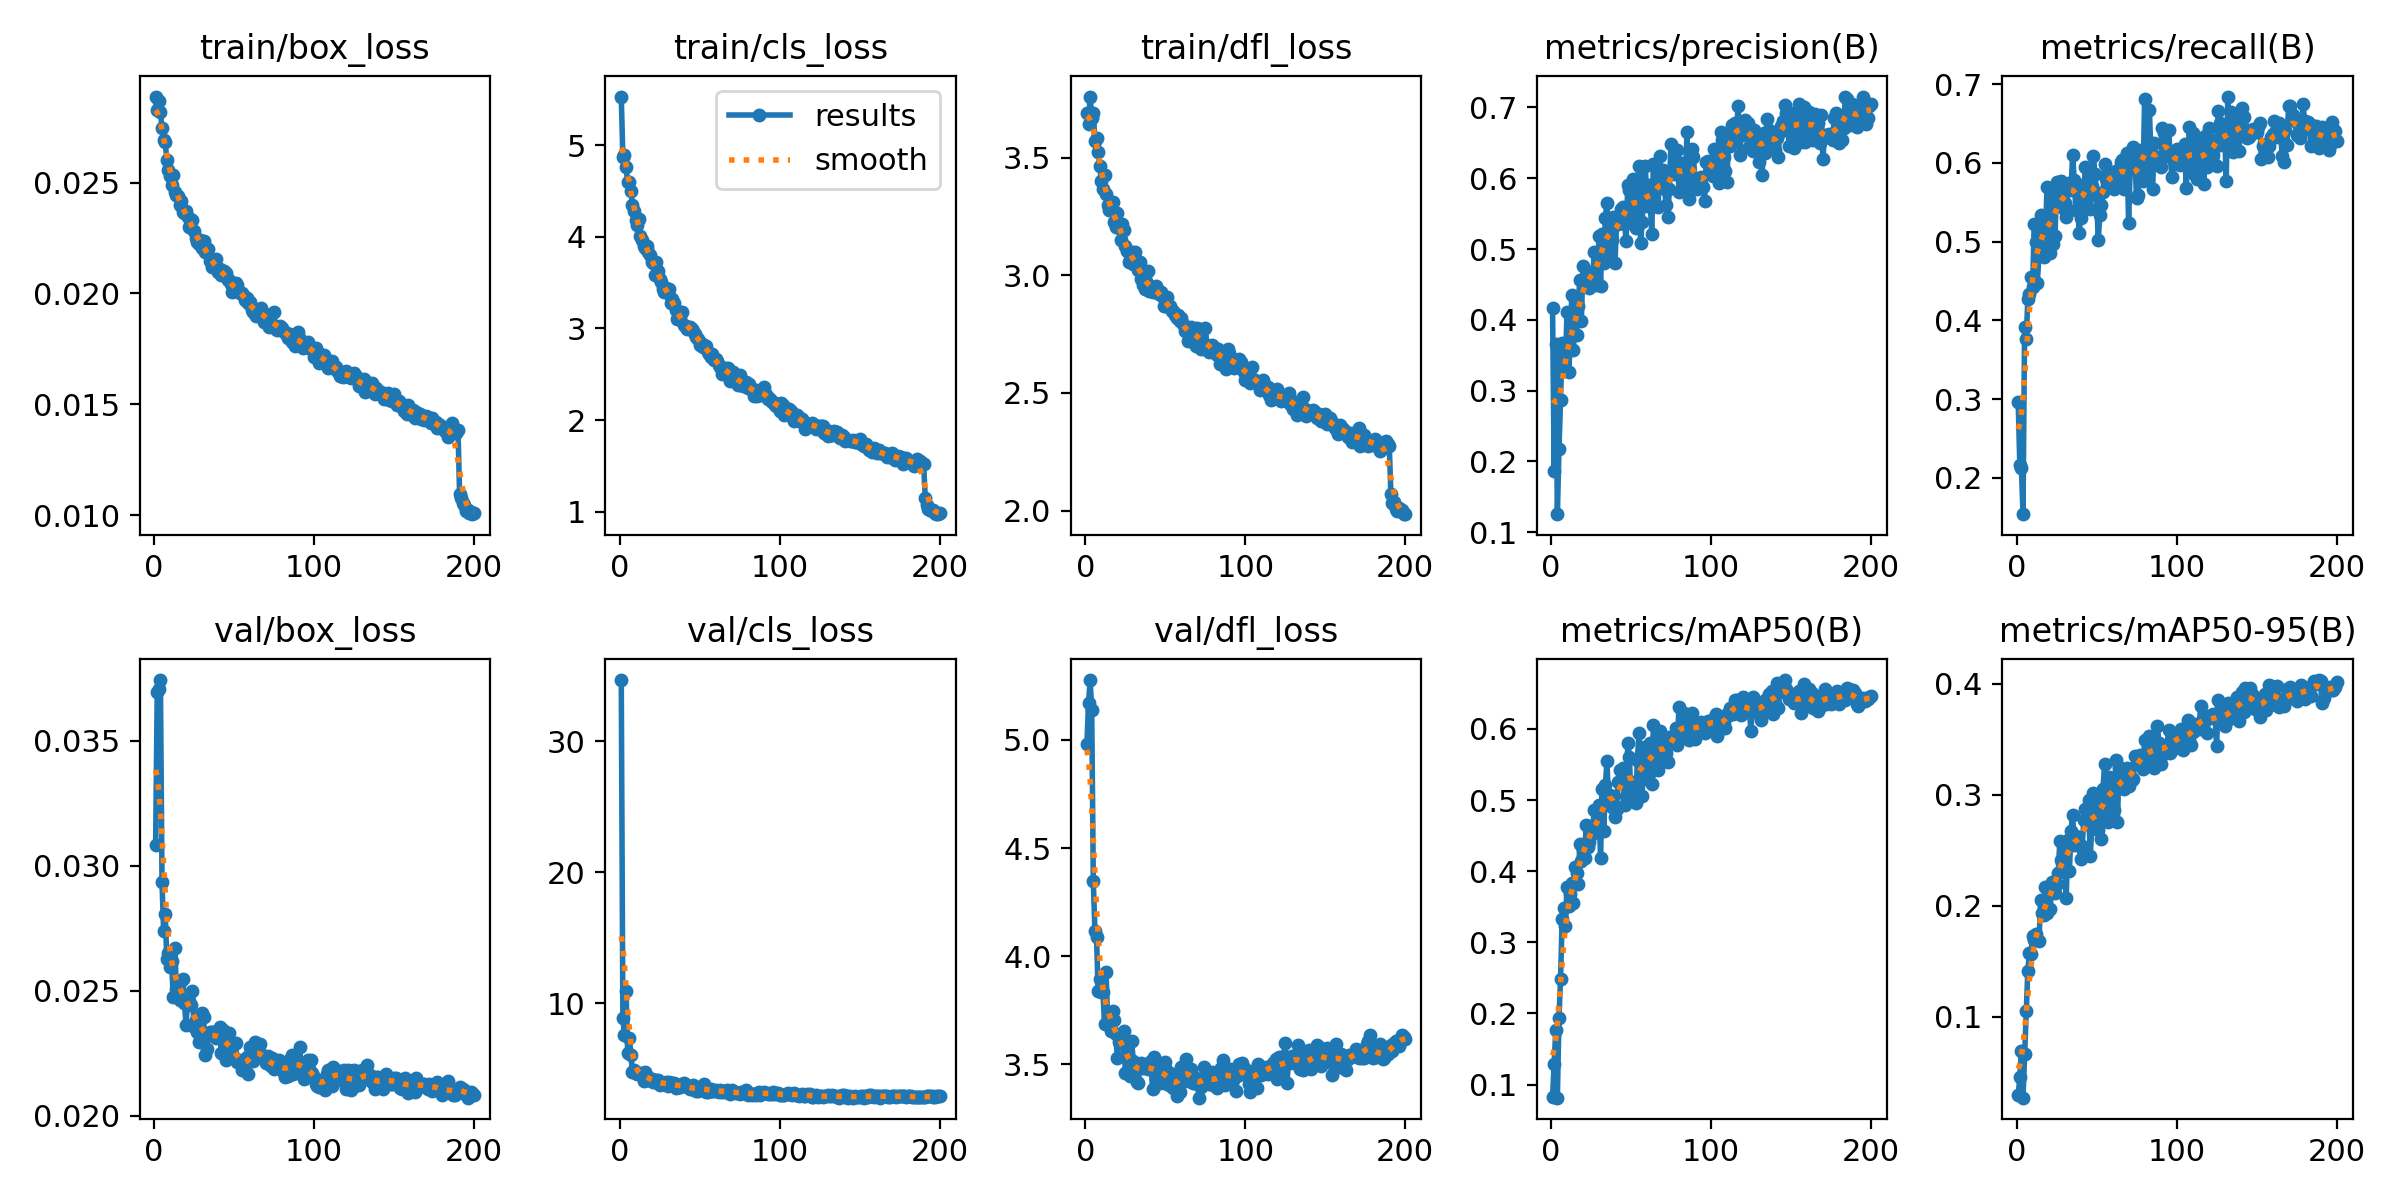 train/box_loss
0.025
0.020
0.015
0.010
0 100 200
train/cls_loss
results
smooth
5
4
3
2
1
0 100 200
train/dfl_loss
3.5
3.0
2.5
2.0
0 100 200
metrics/precision(B)
0.7
0.6
0.5
0.4
0.3
0.2
0.1
0 100 200
metrics/recall(B)
0.7
0.6
0.5
0.4
0.3
0.2
0 100 200
val/box_loss
0.035
0.030
0.025
0.020
0 100 200
val/cls_loss
30
20
10
0 100 200
val/dfl_loss
5.0
4.5
4.0
3.5
0 100 200
metrics/mAP50(B)
0.6
0.5
0.4
0.3
0.2
0.1
0 100 200
metrics/mAP50-95(B)
0.4
0.3
0.2
0.1
0 100 200